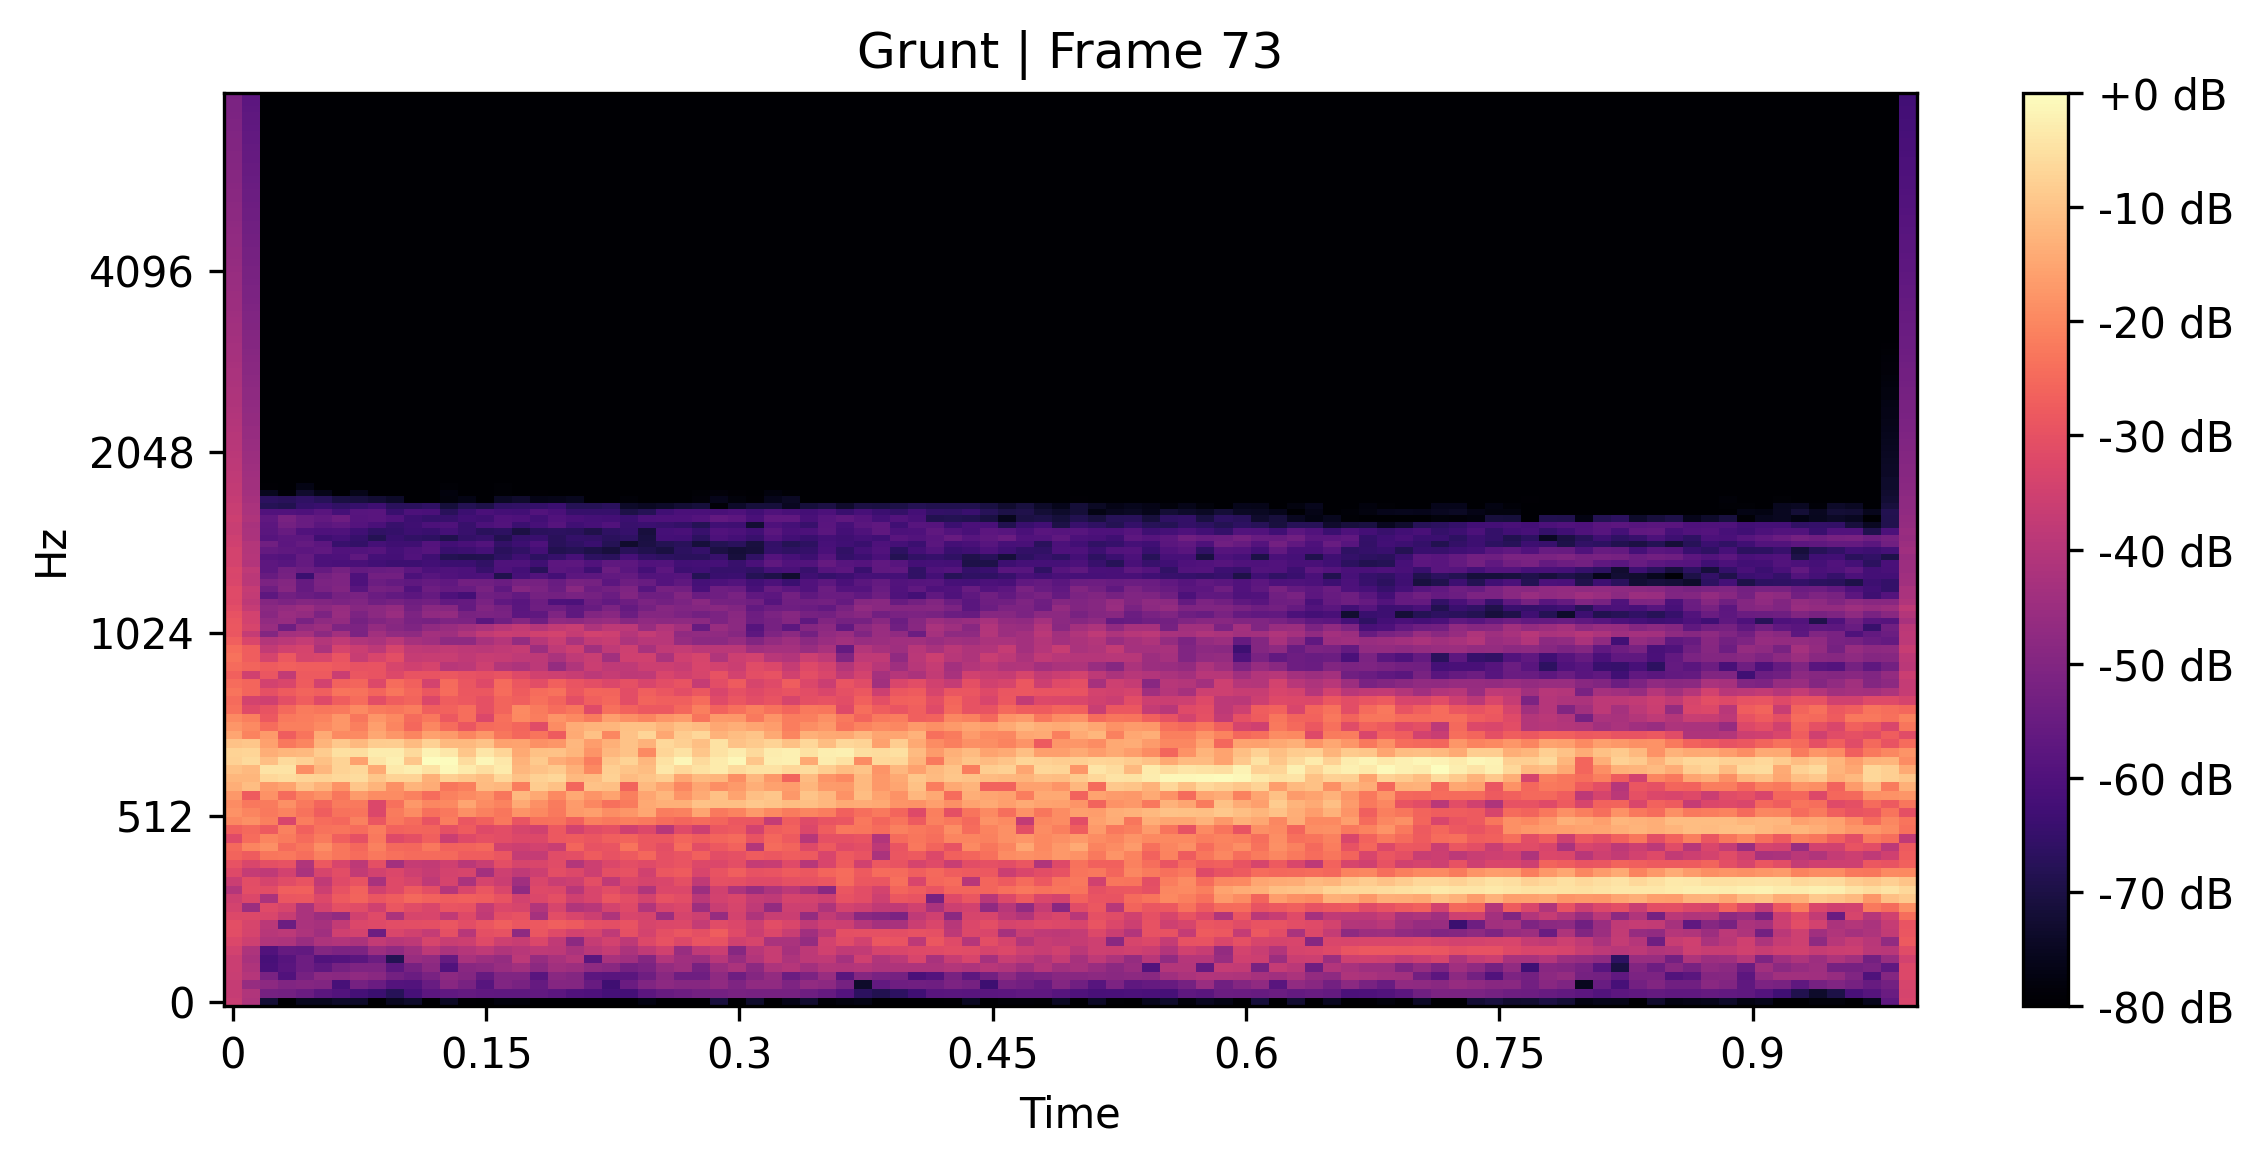 Grunt | Frame 73
+0 dB
-10 dB
-20 dB
-30 dB
-40 dB
-50 dB
-60 dB
-70 dB
-80 dB
4096
2048
1024
512
0
Hz
0 0.15 0.3 0.45 0.6 0.75 0.9
Time